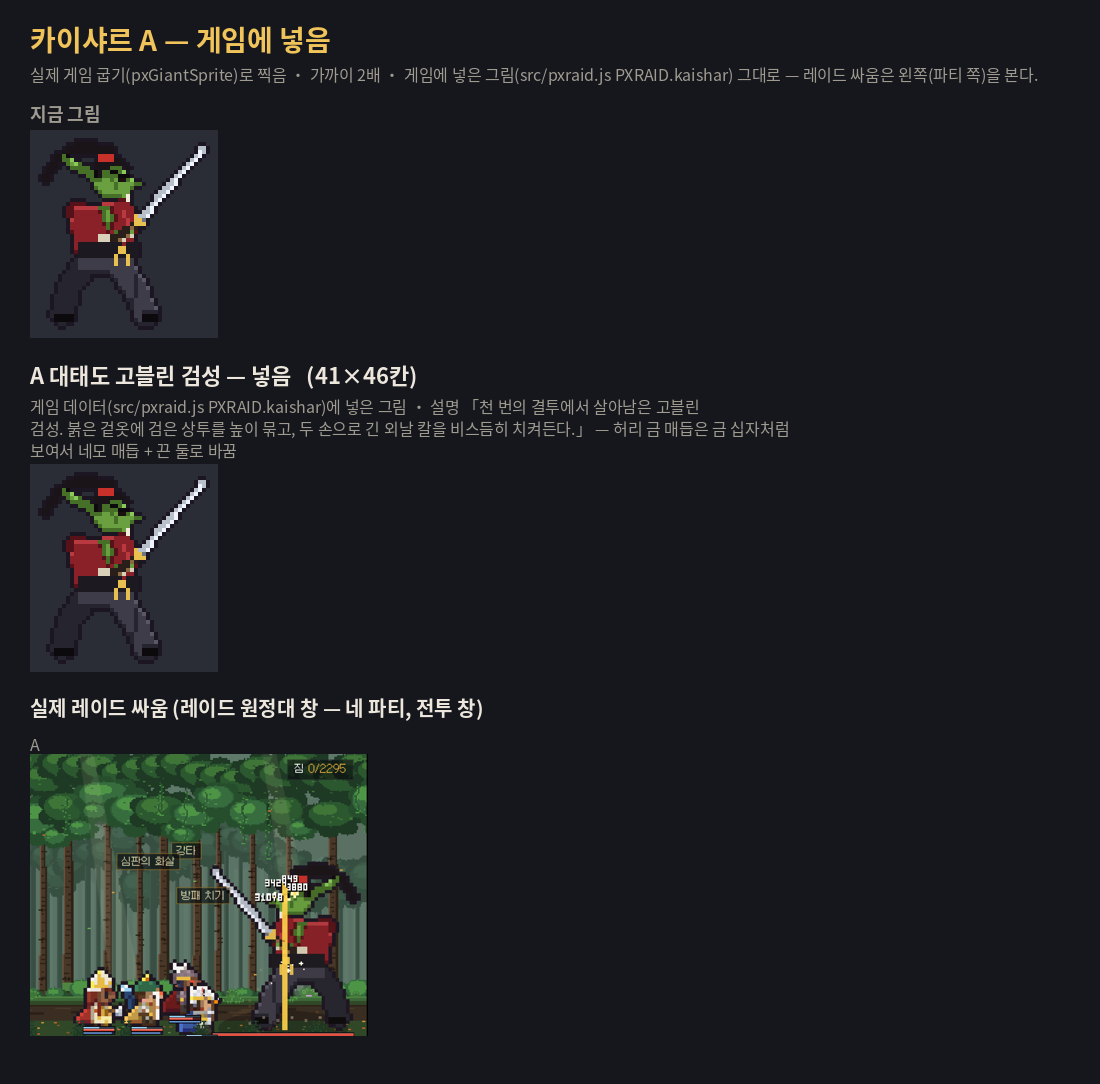 카이샤르 A — 게임에 넣음
실제 게임 굽기(pxGiantSprite)로 찍음 · 가까이 2배 · 게임에 넣은 그림(src/pxraid.js PXRAID.kaishar) 그대로 — 레이드 싸움은 왼쪽(파티 쪽)을 본다.
지금 그림
A 대태도 고블린 검성 — 넣음 (41×46칸)
게임 데이터(src/pxraid.js PXRAID.kaishar)에 넣은 그림 · 설명 「천 번의 결투에서 살아남은 고블린
검성. 붉은 겉옷에 검은 상투를 높이 묶고, 두 손으로 긴 외날 칼을 비스듬히 치켜든다.」 — 허리 금 매듭은 금 십자처럼
보여서 네모 매듭 + 끈 둘로 바꿈
실제 레이드 싸움 (레이드 원정대 창 — 네 파티, 전투 창)
A
짐 0/2295
강타
심판의 화살
방패 치기